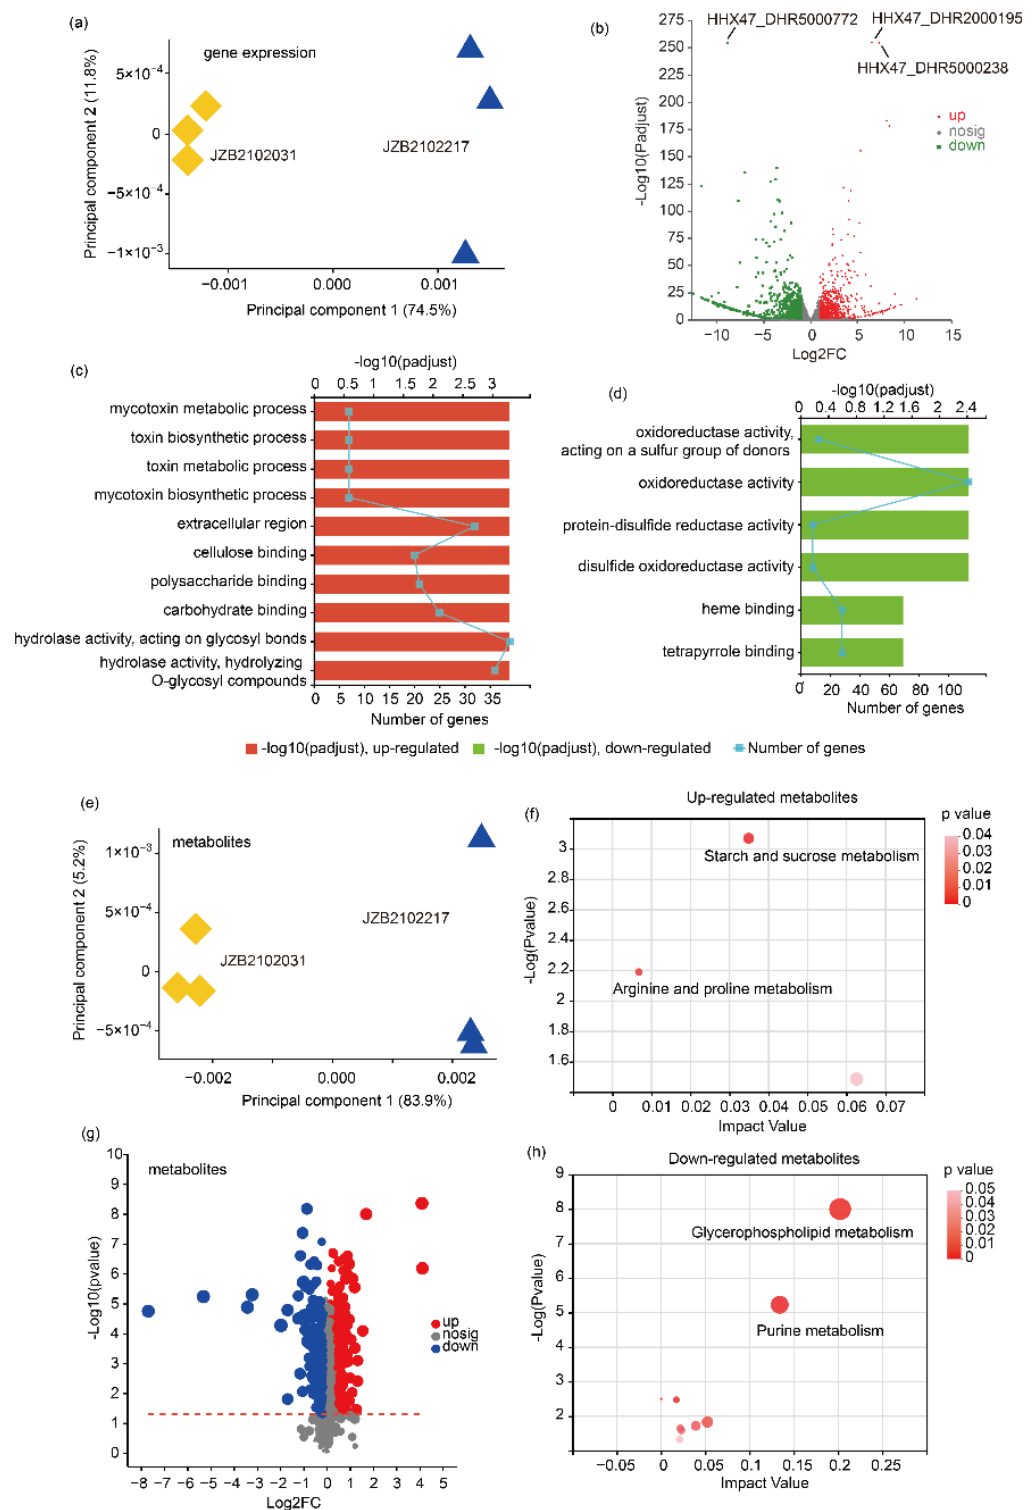 (a)
gene expression
JZB2102031
JZB2102217
Principal component 2 (11.8%)
5×10⁻⁴
0
−5×10⁻⁴
−1×10⁻³
−0.001
0.000
0.001
Principal component 1 (74.5%)
(b)
HHX47_DHR5000772
HHX47_DHR2000195
HHX47_DHR5000238
-Log10(Padjust)
275
250
225
200
175
150
125
100
75
50
25
0
up
nosig
down
−10
−5
0
5
10
15
Log2FC
(c)
-log10(padjust)
0 0.5 1 1.5 2 2.5 3
mycotoxin metabolic process
toxin biosynthetic process
toxin metabolic process
mycotoxin biosynthetic process
extracellular region
cellulose binding
polysaccharide binding
carbohydrate binding
hydrolase activity, acting on glycosyl bonds
hydrolase activity, hydrolyzing
O-glycosyl compounds
0 5 10 15 20 25 30 35
Number of genes
(d)
-log10(padjust)
0 0.4 0.8 1.2 1.6 2 2.4
oxidoreductase activity,
acting on a sulfur group of donors
oxidoreductase activity
protein-disulfide reductase activity
disulfide oxidoreductase activity
heme binding
tetrapyrrole binding
0 20 40 60 80 100
Number of genes
-log10(padjust), up-regulated
-log10(padjust), down-regulated
Number of genes
(e)
metabolites
JZB2102217
JZB2102031
Principal component 2 (5.2%)
1×10⁻³
5×10⁻⁴
0
−5×10⁻⁴
−0.002
0.000
0.002
Principal component 1 (83.9%)
(f)
Up-regulated metabolites
Starch and sucrose metabolism
Arginine and proline metabolism
-Log(Pvalue)
3
2.8
2.6
2.4
2.2
2
1.8
1.6
0 0.01 0.02 0.03 0.04 0.05 0.06 0.07
Impact Value
p value
0.04
0.03
0.02
0.01
0
(g)
metabolites
-Log10(pvalue)
10
9
8
7
6
5
4
3
2
1
0
up
nosig
down
−8 −7 −6 −5 −4 −3 −2 −1 0 1 2 3 4 5
Log2FC
(h)
Down-regulated metabolites
Glycerophospholipid metabolism
Purine metabolism
-Log(Pvalue)
9
8
7
6
5
4
3
2
−0.05 0 0.05 0.1 0.15 0.2 0.25
Impact Value
p value
0.05
0.04
0.03
0.02
0.01
0